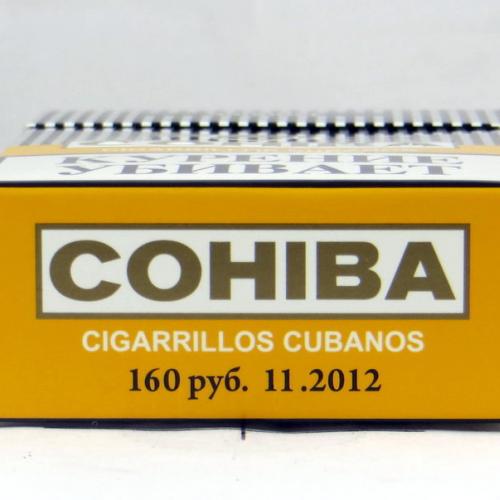 КУРЕНИЕ
УБИВАЕТ
COHIBA
CIGARRILLOS CUBANOS
160 руб. 11.2012